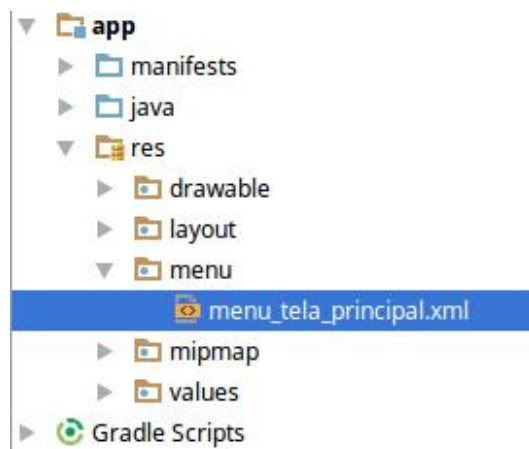 app
manifests
java
res
drawable
layout
menu
menu_tela_principal.xml
mipmap
values
Gradle Scripts